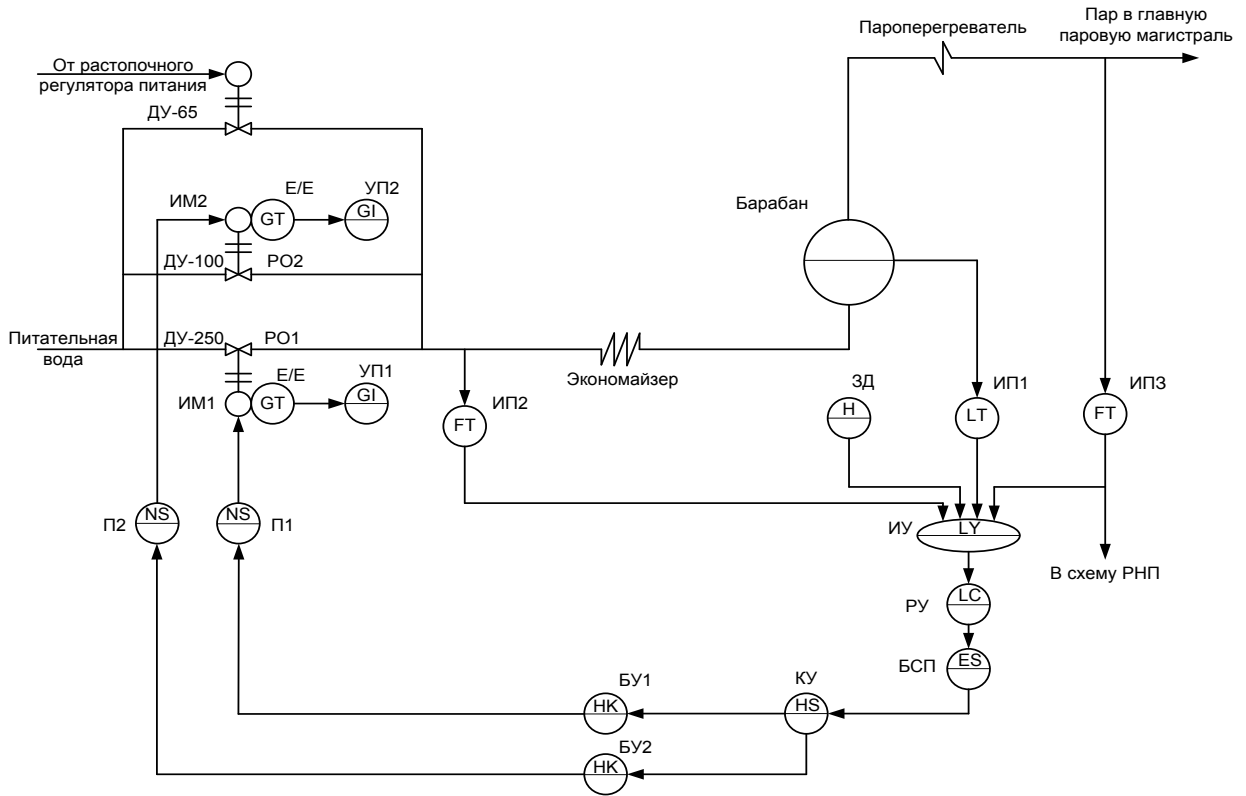 Пар в главную
паровую магистраль
Пароперегреватель
От растопочного
регулятора питания
ДУ-65
ИМ2
E/E
УП2
GT
GI
Барабан
ДУ-100
РО2
Питательная
вода
ДУ-250
РО1
Экономайзер
ИМ1
E/E
УП1
GT
GI
ИП2
FT
ЗД
H
ИП1
LT
ИП3
FT
П2
NS
NS
П1
ИУ
LY
В схему РНП
РУ
LC
БСП
ES
БУ1
HK
КУ
HS
БУ2
HK